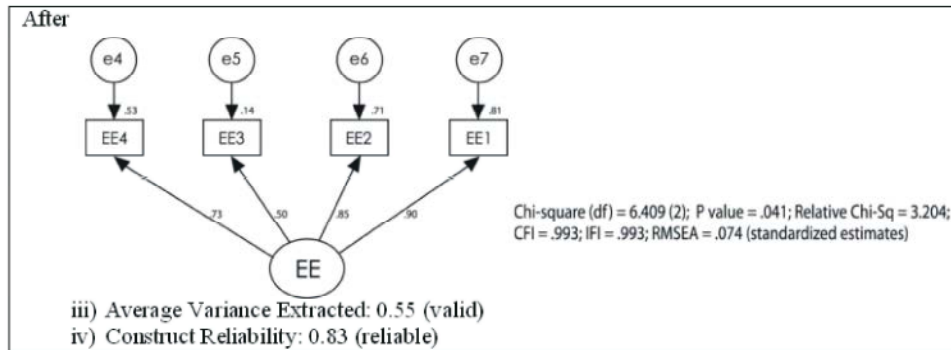 After
e4 e5 e6 e7
.53 .14 .71 .81
EE4 EE3 EE2 EE1
.73 .50 .85 .90
Chi-square (df) = 6.409 (2); P value = .041; Relative Chi-Sq = 3.204;
CFI = .993; IFI = .993; RMSEA = .074 (standardized estimates)
EE
iii) Average Variance Extracted: 0.55 (valid)
iv) Construct Reliability: 0.83 (reliable)